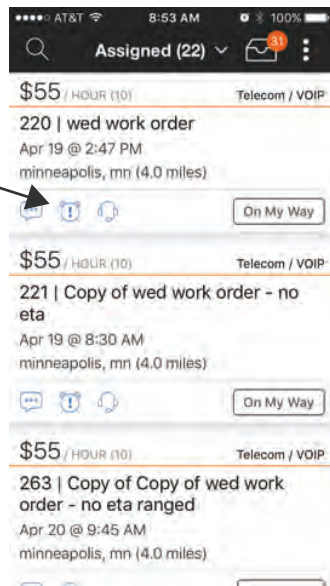 AT&T 8:53 AM 100%
Assigned (22) 31
$55 / HOUR (10) Telecom / VOIP
220 | wed work order
Apr 19 @ 2:47 PM
minneapolis, mn (4.0 miles)
On My Way
$55 / HOUR (10) Telecom / VOIP
221 | Copy of wed work order - no
eta
Apr 19 @ 8:30 AM
minneapolis, mn (4.0 miles)
On My Way
$55 / HOUR (10) Telecom / VOIP
263 | Copy of Copy of wed work
order - no eta ranged
Apr 20 @ 9:45 AM
minneapolis, mn (4.0 miles)